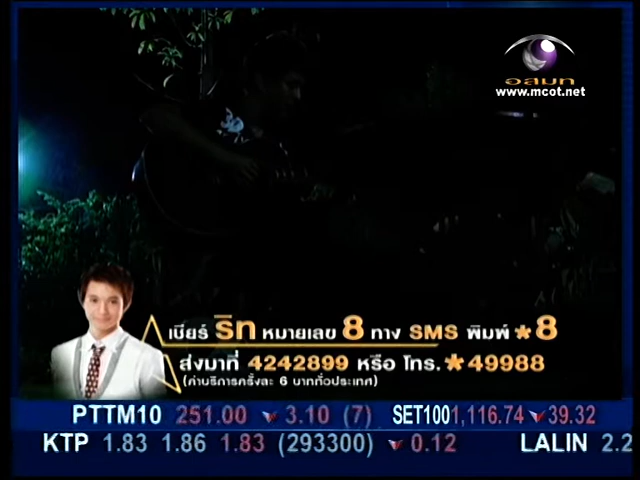 อสมท
www.mcot.net
เชียร์ ริท หมายเลข 8 ทาง SMS พิมพ์ * 8
ส่งมาที่ 4242899 หรือ โทร. * 49988
(ค่าบริการครั้งละ 6 บาททั่วประเทศ)
PTTM10 251.00 3.10 (7) SET100 1,116.74 39.32
KTP 1.83 1.86 1.83 (293300) 0.12 LALIN 2.2